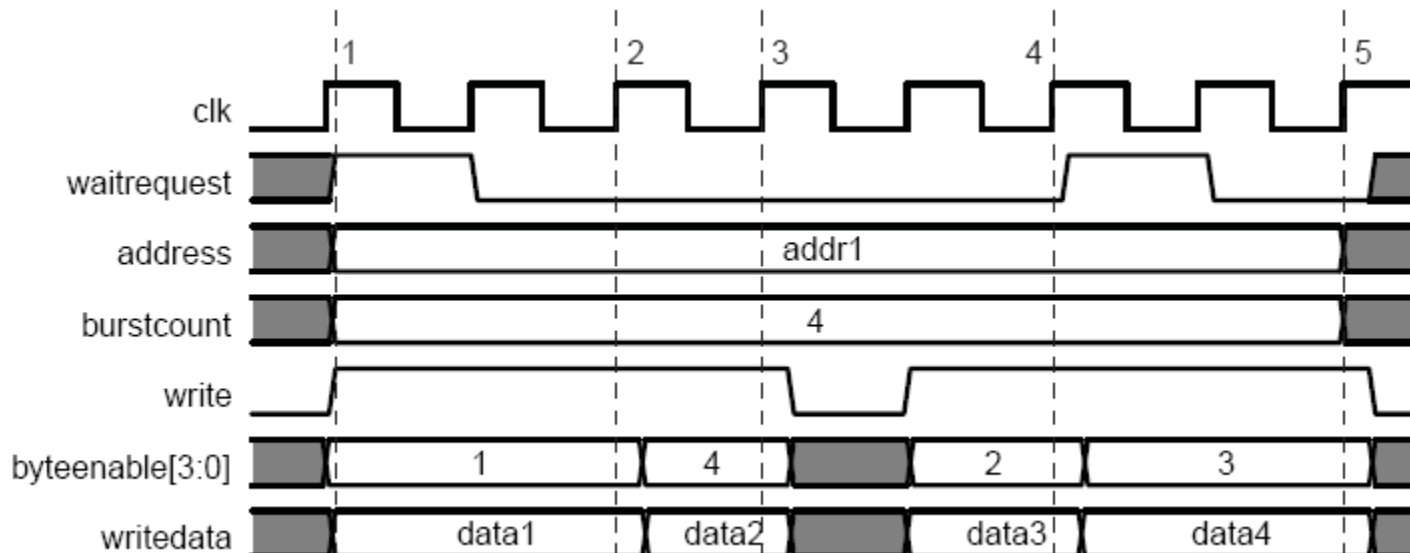 1 2 3 4 5
clk
waitrequest
address addr1
burstcount 4
write
byteenable[3:0] 1 4 2 3
writedata data1 data2 data3 data4